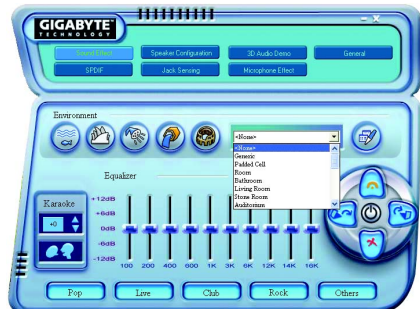 GIGABYTE™
TECHNOLOGY
Sound Effect
Speaker Configuration
3D Audio Demo
General
SPDIF
Jack Sensing
Microphone Effect
Environment
<None>
<None>
Generic
Padded Cell
Room
Bathroom
Living Room
Stone Room
Auditorium
Equalizer
Karaoke
+0
+12dB
+6dB
0dB
-6dB
-12dB
100 200 400 600 1K 3K 6K 12K 14K 16K
Pop
Live
Club
Rock
Others